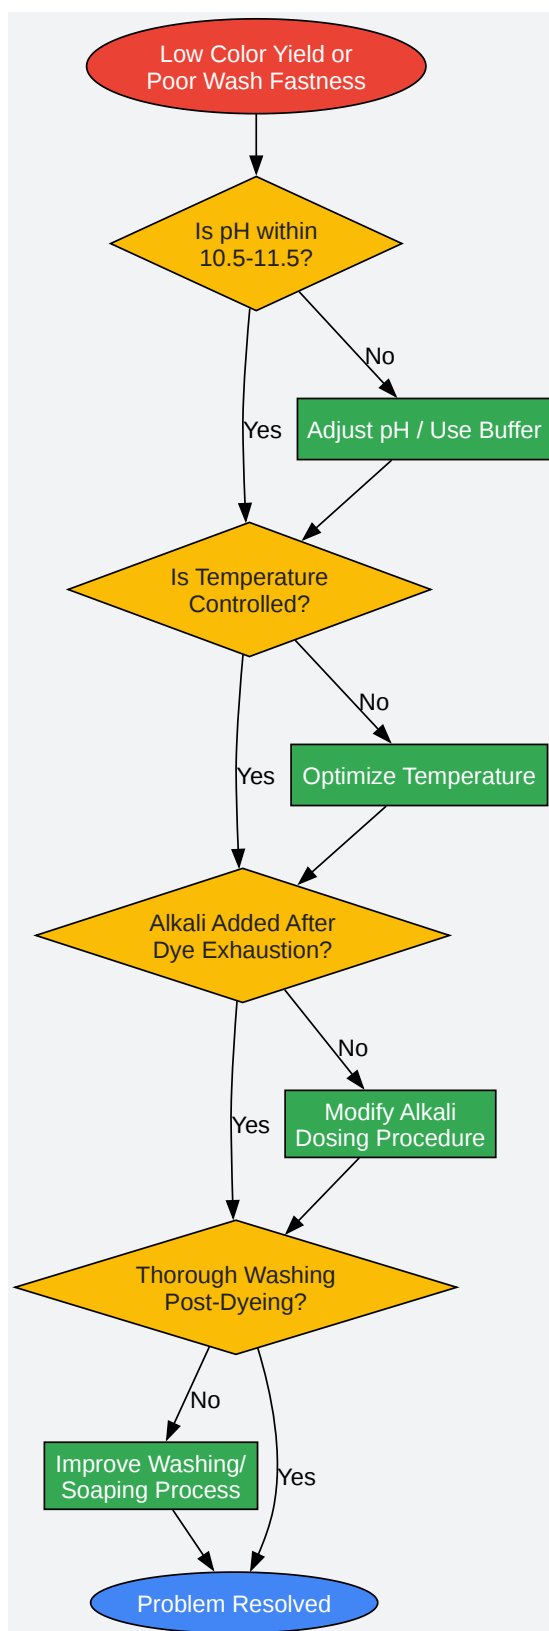 Low Color Yield or
Poor Wash Fastness
Is pH within
10.5-11.5?
No
Adjust pH / Use Buffer
Yes
Is Temperature
Controlled?
No
Optimize Temperature
Yes
Alkali Added After
Dye Exhaustion?
No
Modify Alkali
Dosing Procedure
Yes
Thorough Washing
Post-Dyeing?
No
Improve Washing/
Soaping Process
Yes
Problem Resolved